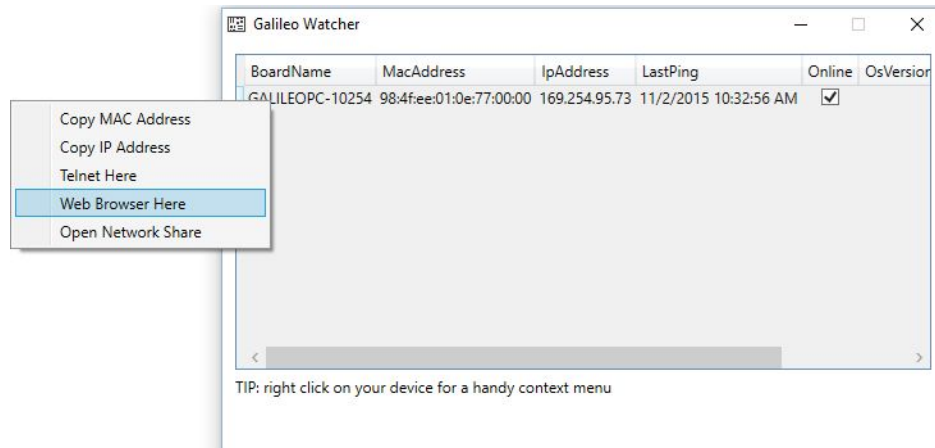 Galileo Watcher
BoardName MacAddress IpAddress LastPing Online OsVersion
GALILEOPC-10254 98:4f:ee:01:0e:77:00:00 169.254.95.73 11/2/2015 10:32:56 AM
Copy MAC Address
Copy IP Address
Telnet Here
Web Browser Here
Open Network Share
TIP: right click on your device for a handy context menu